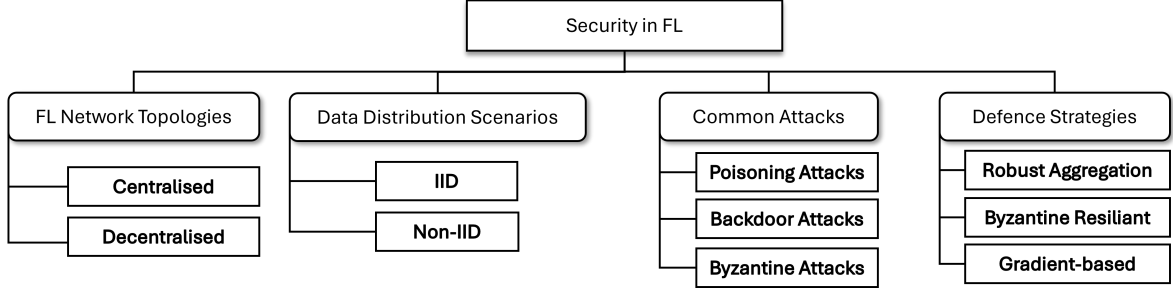 Security in FL
FL Network Topologies
Centralised
Decentralised
Data Distribution Scenarios
IID
Non-IID
Common Attacks
Poisoning Attacks
Backdoor Attacks
Byzantine Attacks
Defence Strategies
Robust Aggregation
Byzantine Resiliant
Gradient-based